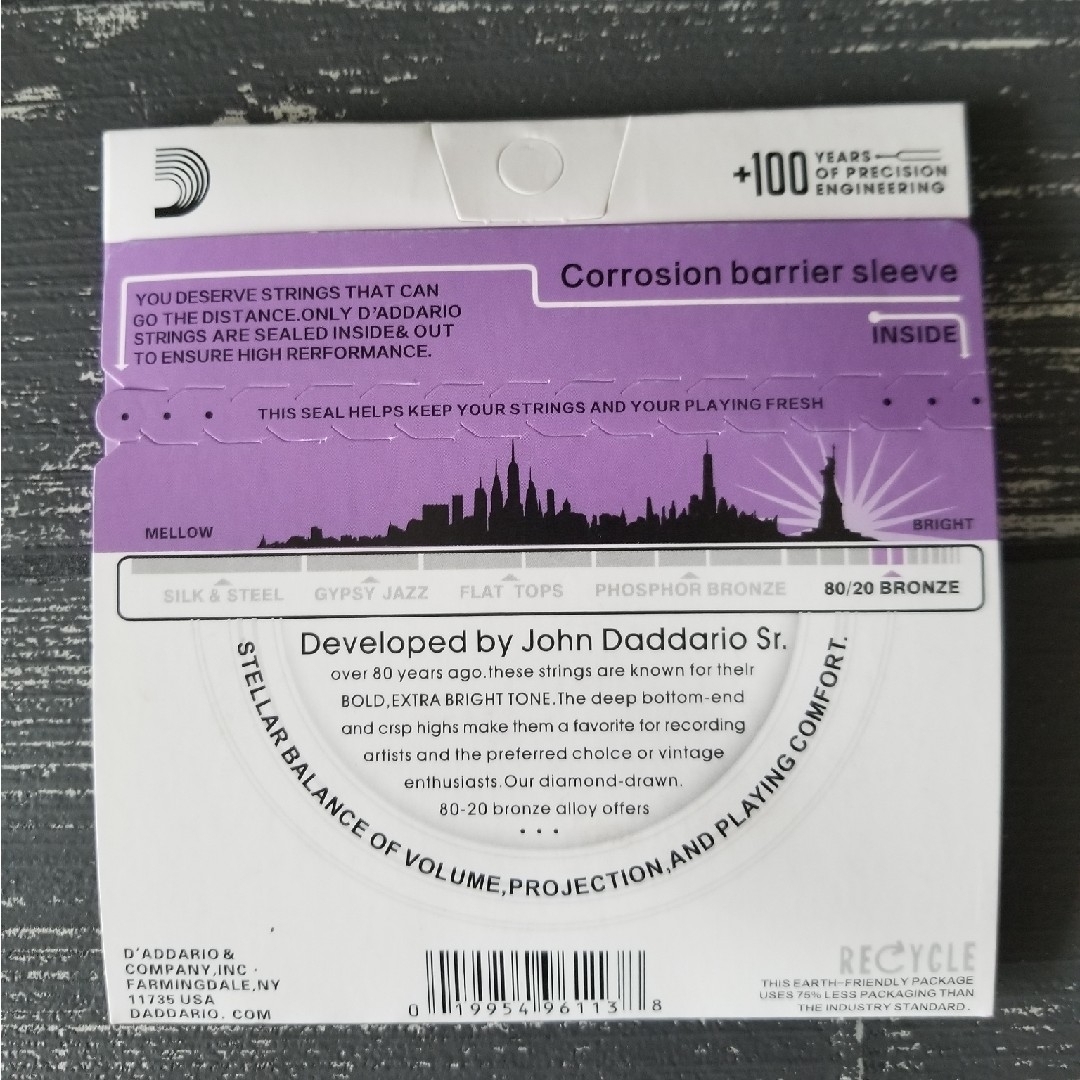 +100 YEARS
OF PRECISION
ENGINEERING
Corrosion barrier sleeve
INSIDE
YOU DESERVE STRINGS THAT CAN
GO THE DISTANCE.ONLY D'ADDARIO
STRINGS ARE SEALED INSIDE& OUT
TO ENSURE HIGH RERFORMANCE.
THIS SEAL HELPS KEEP YOUR STRINGS AND YOUR PLAYING FRESH
MELLOW
BRIGHT
SILK & STEEL GYPSY JAZZ FLAT TOPS PHOSPHOR BRONZE 80/20 BRONZE
Developed by John Daddario Sr.
over 80 years ago.these strings are known for their
BOLD,EXTRA BRIGHT TONE.The deep bottom-end
and crsp highs make them a favorite for recording
artists and the preferred choice or vintage
enthusiasts.Our diamond-drawn.
80-20 bronze alloy offers
...
STELLAR BALANCE OF VOLUME,PROJECTION,AND PLAYING COMFORT.
D'ADDARIO &
COMPANY,INC ·
FARMINGDALE,NY
11735 USA
DADDARIO. COM
0 19954 96113 8
RECYCLE
THIS EARTH-FRIENDLY PACKAGE
USES 75% LESS PACKAGING THAN
THE INDUSTRY STANDARD.